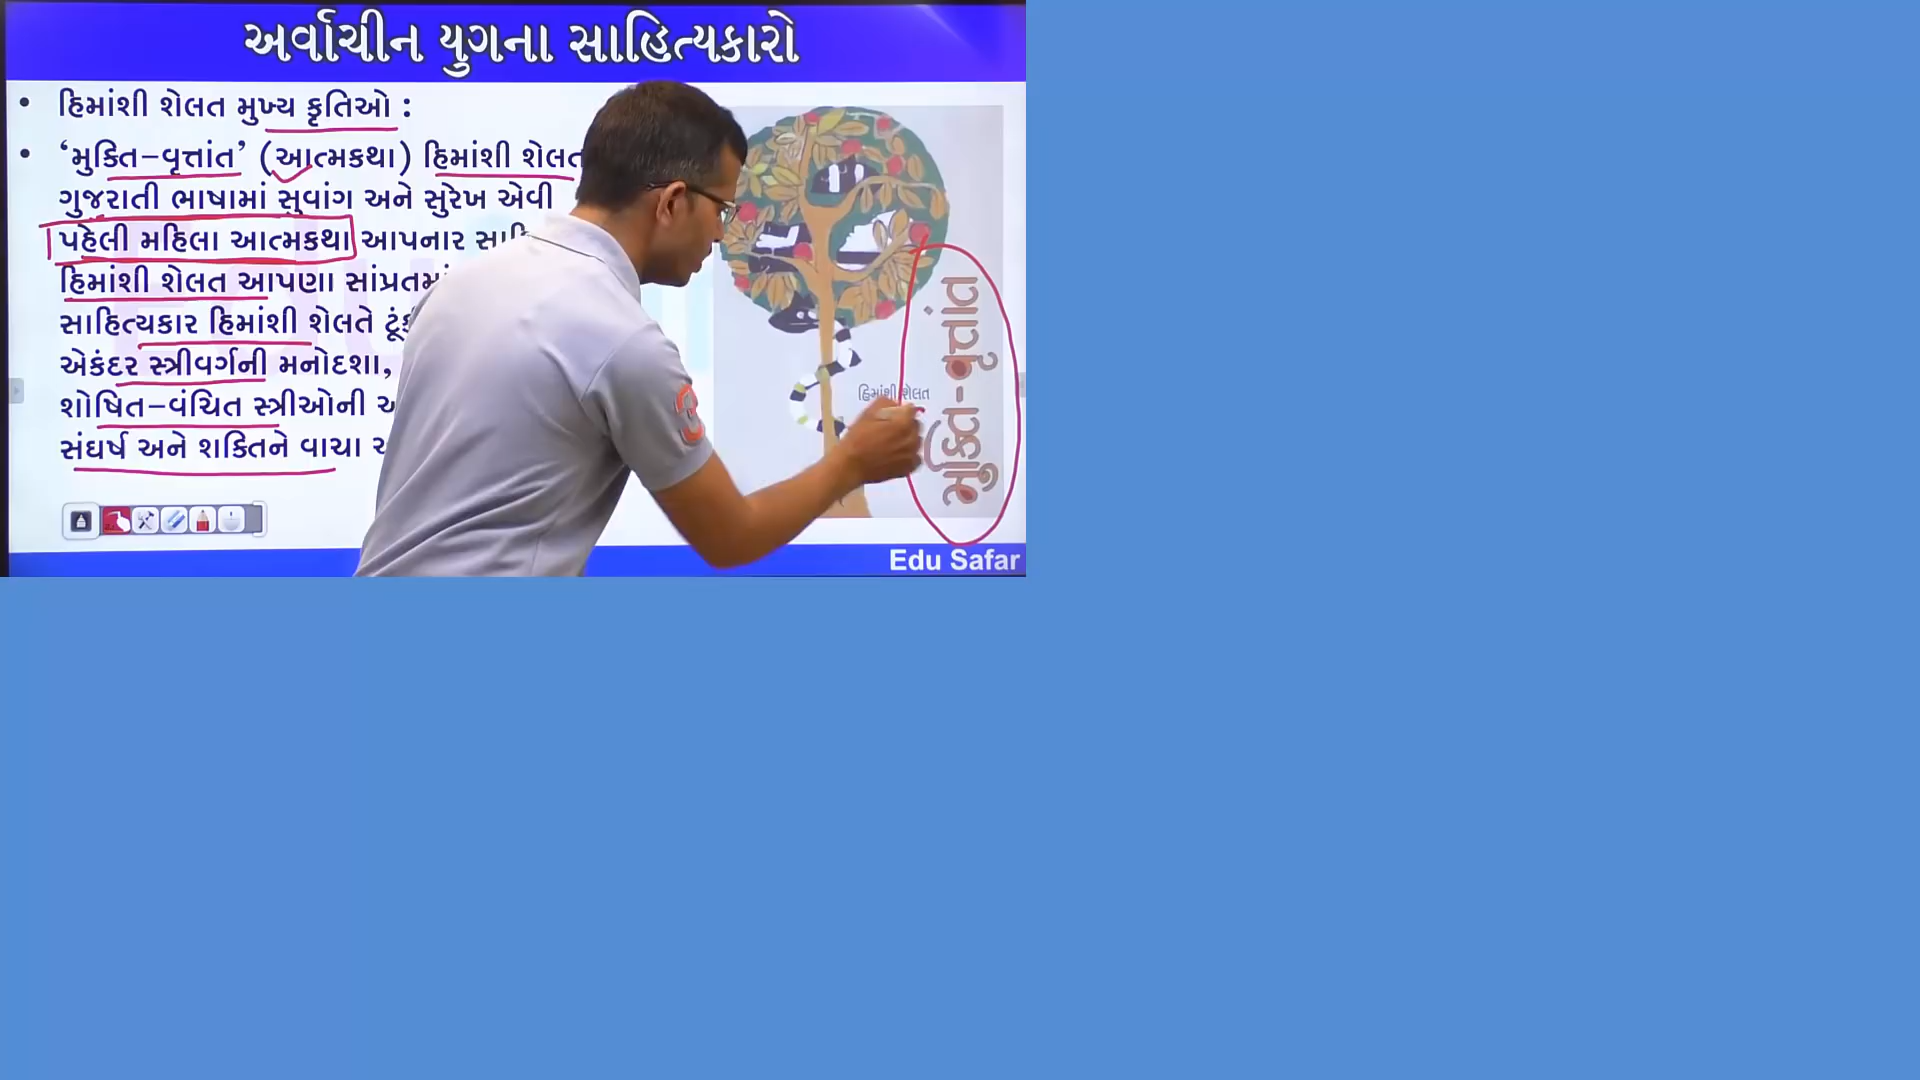 અર્વાચીન યુગના સાહિત્યકારો
• હિમાંશી શેલત મુખ્ય કૃતિઓ :
• ‘મુક્તિ-વૃત્તાંત’ (આત્મકથા) હિમાંશી શેલત
ગુજરાતી ભાષામાં સુવાંગ અને સુરેખ એવી
પહેલી મહિલા આત્મકથા આપનાર
હિમાંશી શેલત આપણા
સાહિત્યકાર હિમાંશી શેલતે
એકંદર સ્ત્રીવર્ગની મનોદશા,
શોષિત-વંચિત સ્ત્રીઓની
સંઘર્ષ અને શક્તિને વાચા
હિમાંશી શેલત
મુક્તિ-વૃત્તાંત
3
Edu Safar